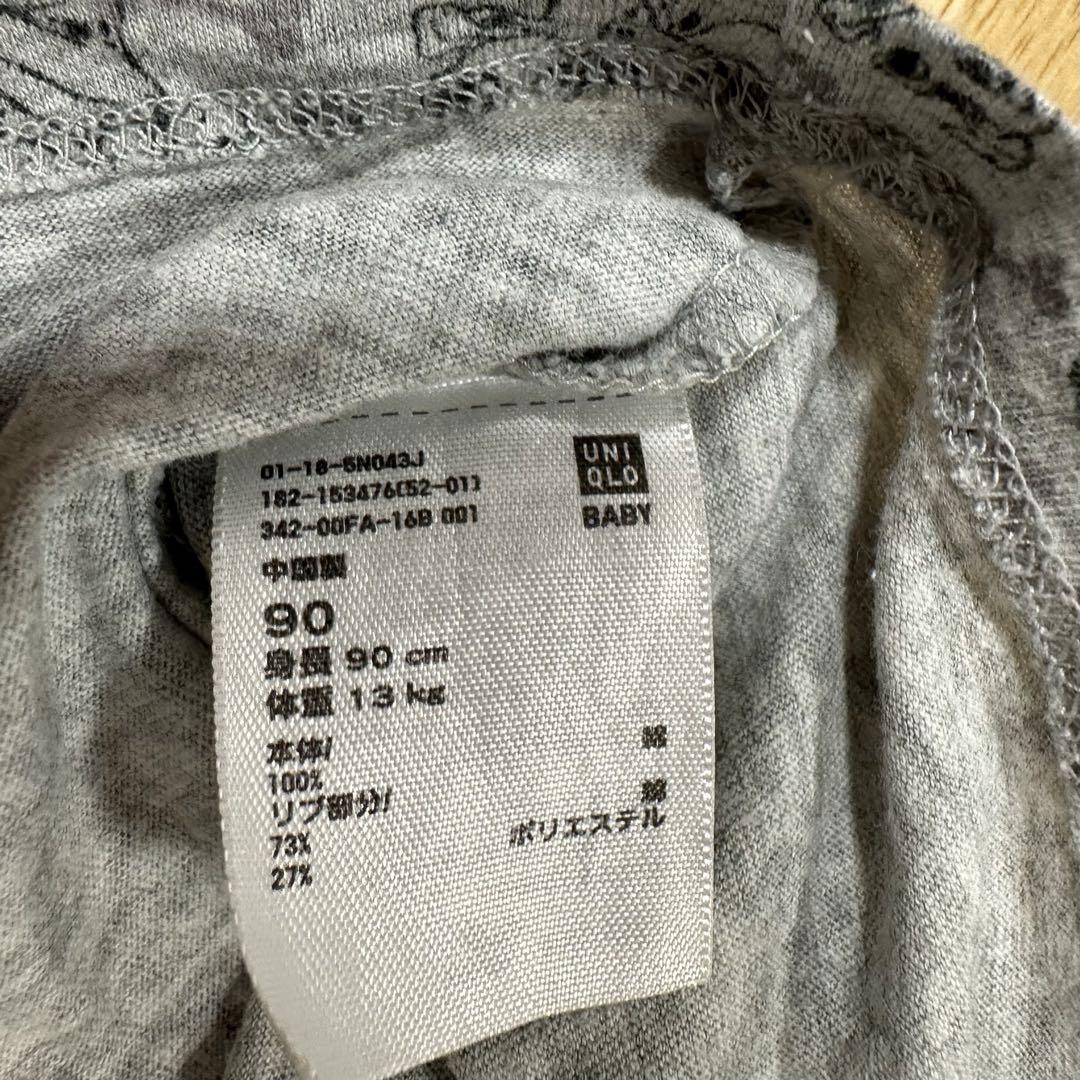 01-18-5N043J
182-153476(52-01)
342-00FA-16B 001
UNI
QLO
BABY
中国製
90
身長 90 cm
体重 13 kg
本体/ 綿
100%
リブ部分/ 綿
73% ポリエステル
27%